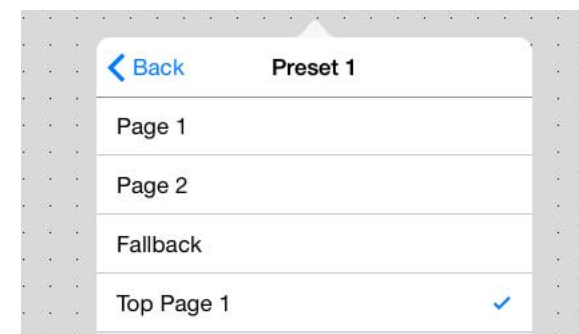 Back Preset 1
Page 1
Page 2
Fallback
Top Page 1